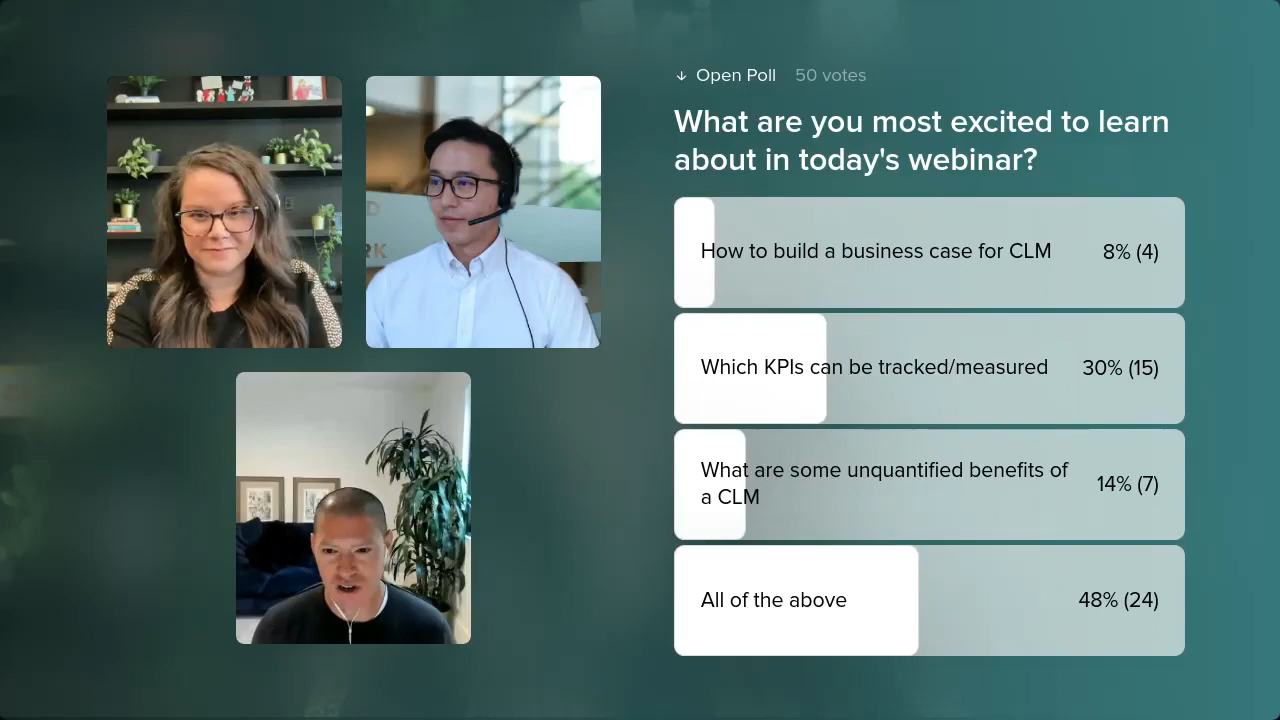 ↓ Open Poll 50 votes
What are you most excited to learn
about in today's webinar?
How to build a business case for CLM 8% (4)
Which KPIs can be tracked/measured 30% (15)
What are some unquantified benefits of
a CLM 14% (7)
All of the above 48% (24)
D
RK